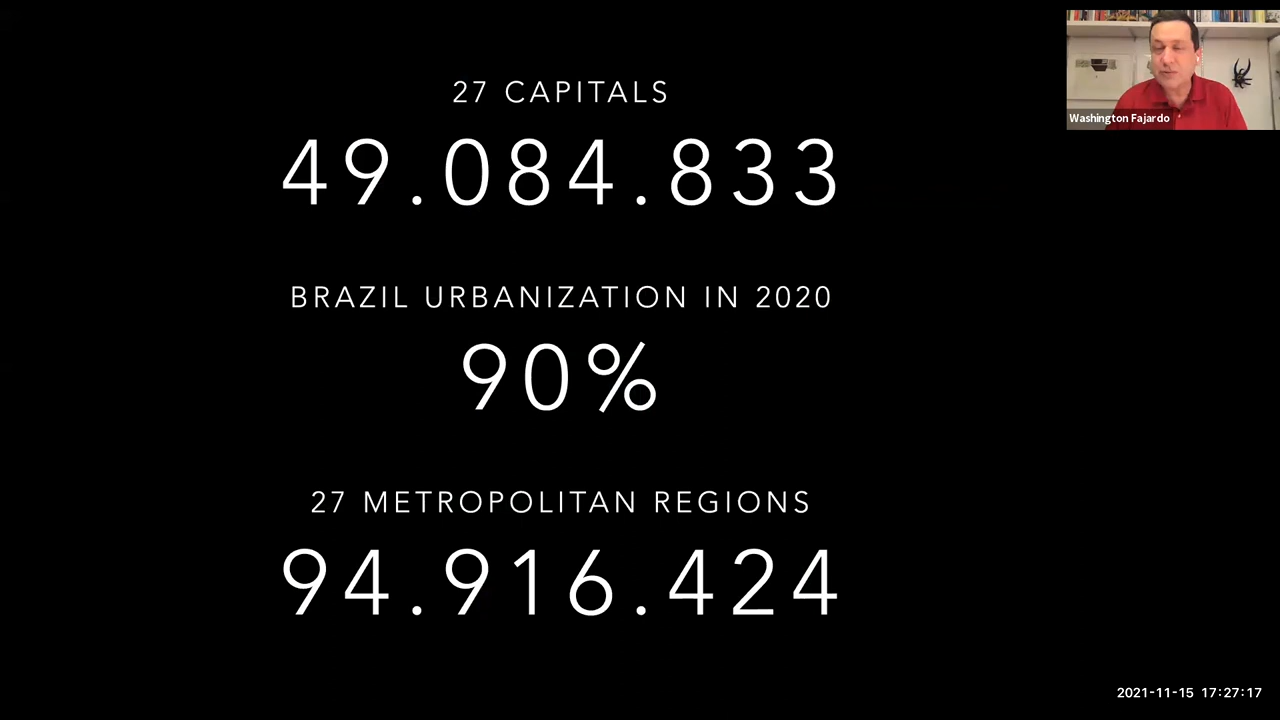 27 CAPITALS
49.084.833
BRAZIL URBANIZATION IN 2020
90%
27 METROPOLITAN REGIONS
94.916.424
Washington Fajardo
2021-11-15 17:27:17